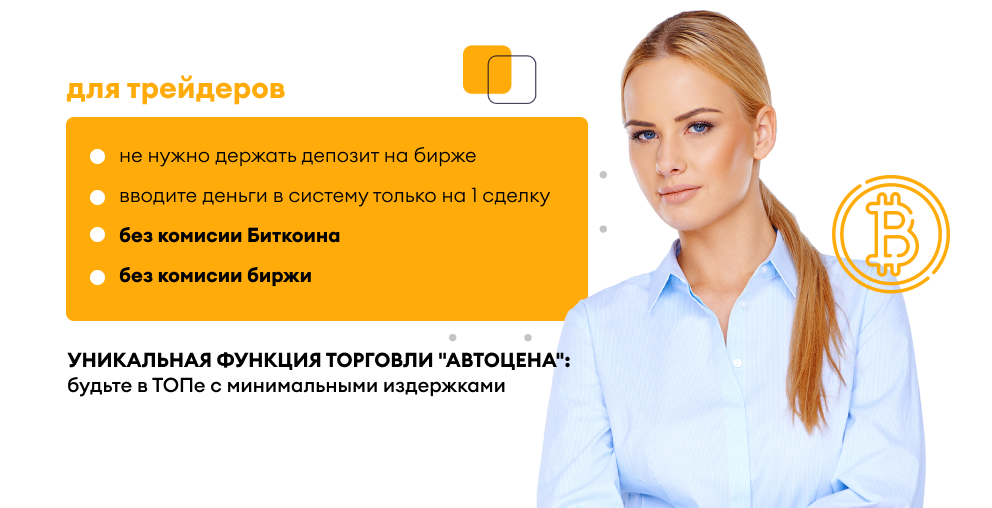 для трейдеров
не нужно держать депозит на бирже
вводите деньги в систему только на 1 сделку
без комисии Биткоина
без комисии биржи
УНИКАЛЬНАЯ ФУНКЦИЯ ТОРГОВЛИ "АВТОЦЕНА":
будьте в ТОПе с минимальными издержками